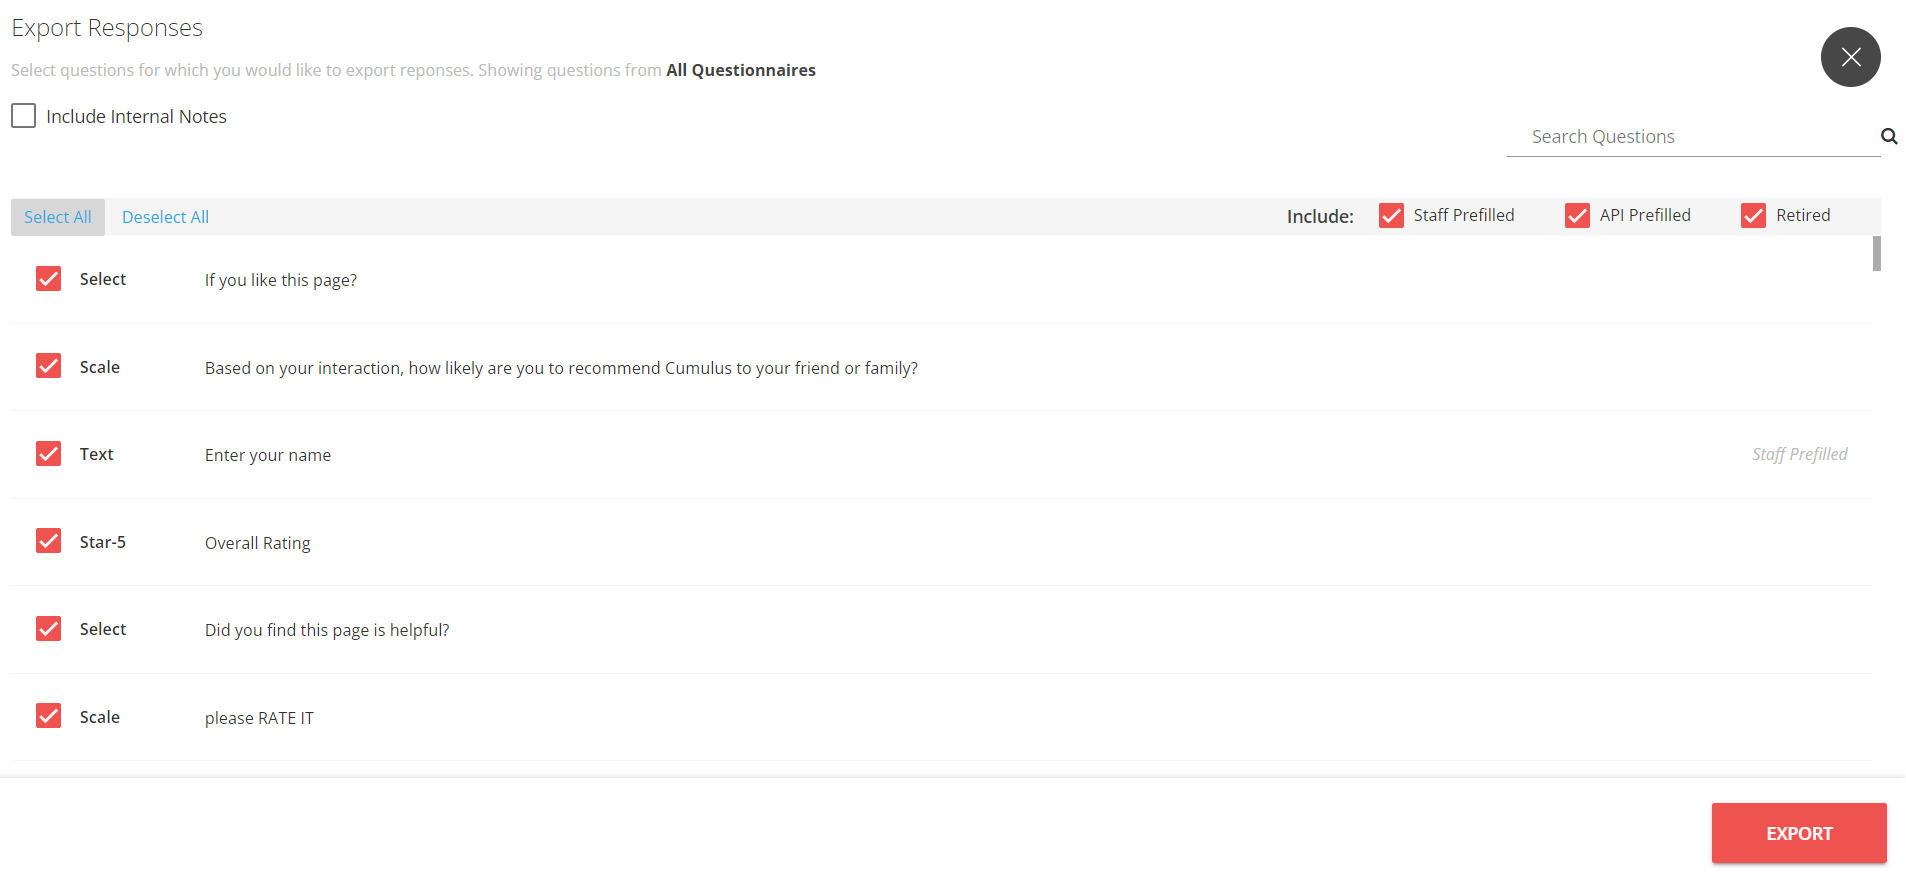 Export Responses
Select questions for which you would like to export reponses. Showing questions from All Questionnaires
Include Internal Notes
Search Questions
Select All Deselect All Include: Staff Prefilled API Prefilled Retired
Select If you like this page?
Scale Based on your interaction, how likely are you to recommend Cumulus to your friend or family?
Text Enter your name Staff Prefilled
Star-5 Overall Rating
Select Did you find this page is helpful?
Scale please RATE IT
EXPORT